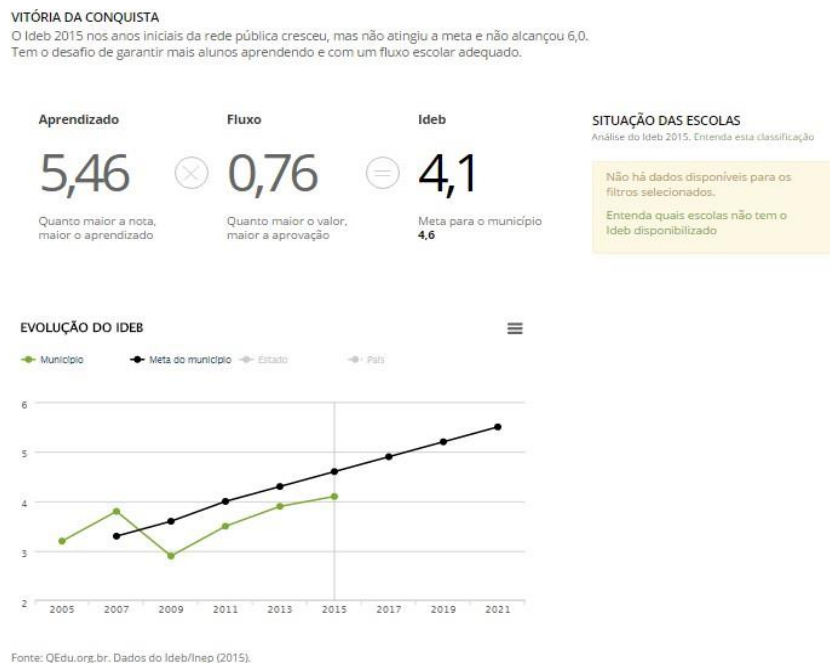 VITÓRIA DA CONQUISTA
O Ideb 2015 nos anos iniciais da rede pública cresceu, mas não atingiu a meta e não alcançou 6,0.
Tem o desafio de garantir mais alunos aprendendo e com um fluxo escolar adequado.
Aprendizado
5,46
Quanto maior a nota,
maior o aprendizado
Fluxo
0,76
Quanto maior o valor,
maior a aprovação
Ideb
4,1
Meta para o município
4,6
SITUAÇÃO DAS ESCOLAS
Análise do Ideb 2015. Entenda esta classificação
Não há dados disponíveis para os
filtros selecionados.
Entenda quais escolas não tem o
Ideb disponibilizado
EVOLUÇÃO DO IDEB
Município Meta do município Estado País
6
5
4
3
2
2005 2007 2009 2011 2013 2015 2017 2019 2021
Fonte: QEdu.org.br. Dados do Ideb/Inep (2015).